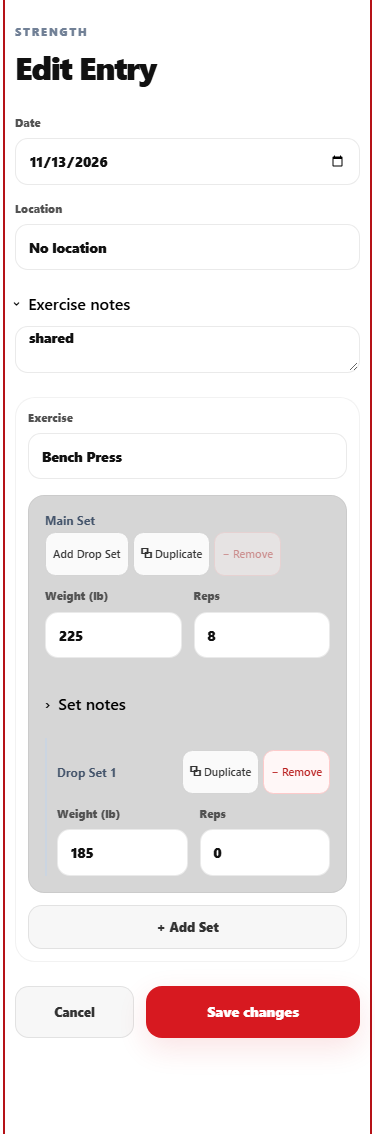 STRENGTH
Edit Entry
Date
11/13/2026
Location
No location
Exercise notes
shared
Exercise
Bench Press
Main Set
Add Drop Set Duplicate − Remove
Weight (lb) Reps
225 8
Set notes
Drop Set 1 Duplicate − Remove
Weight (lb) Reps
185 0
+ Add Set
Cancel Save changes